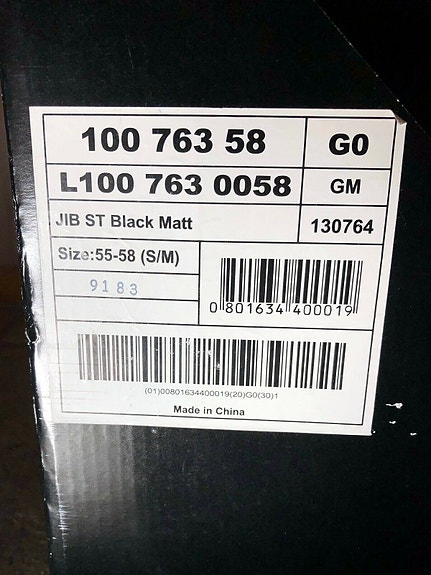 100 763 58
G0
L100 763 0058
GM
JIB ST Black Matt
130764
Size:55-58 (S/M)
9183
0 801634 400019
(01)00801634400019(20)G0(30)1
Made in China